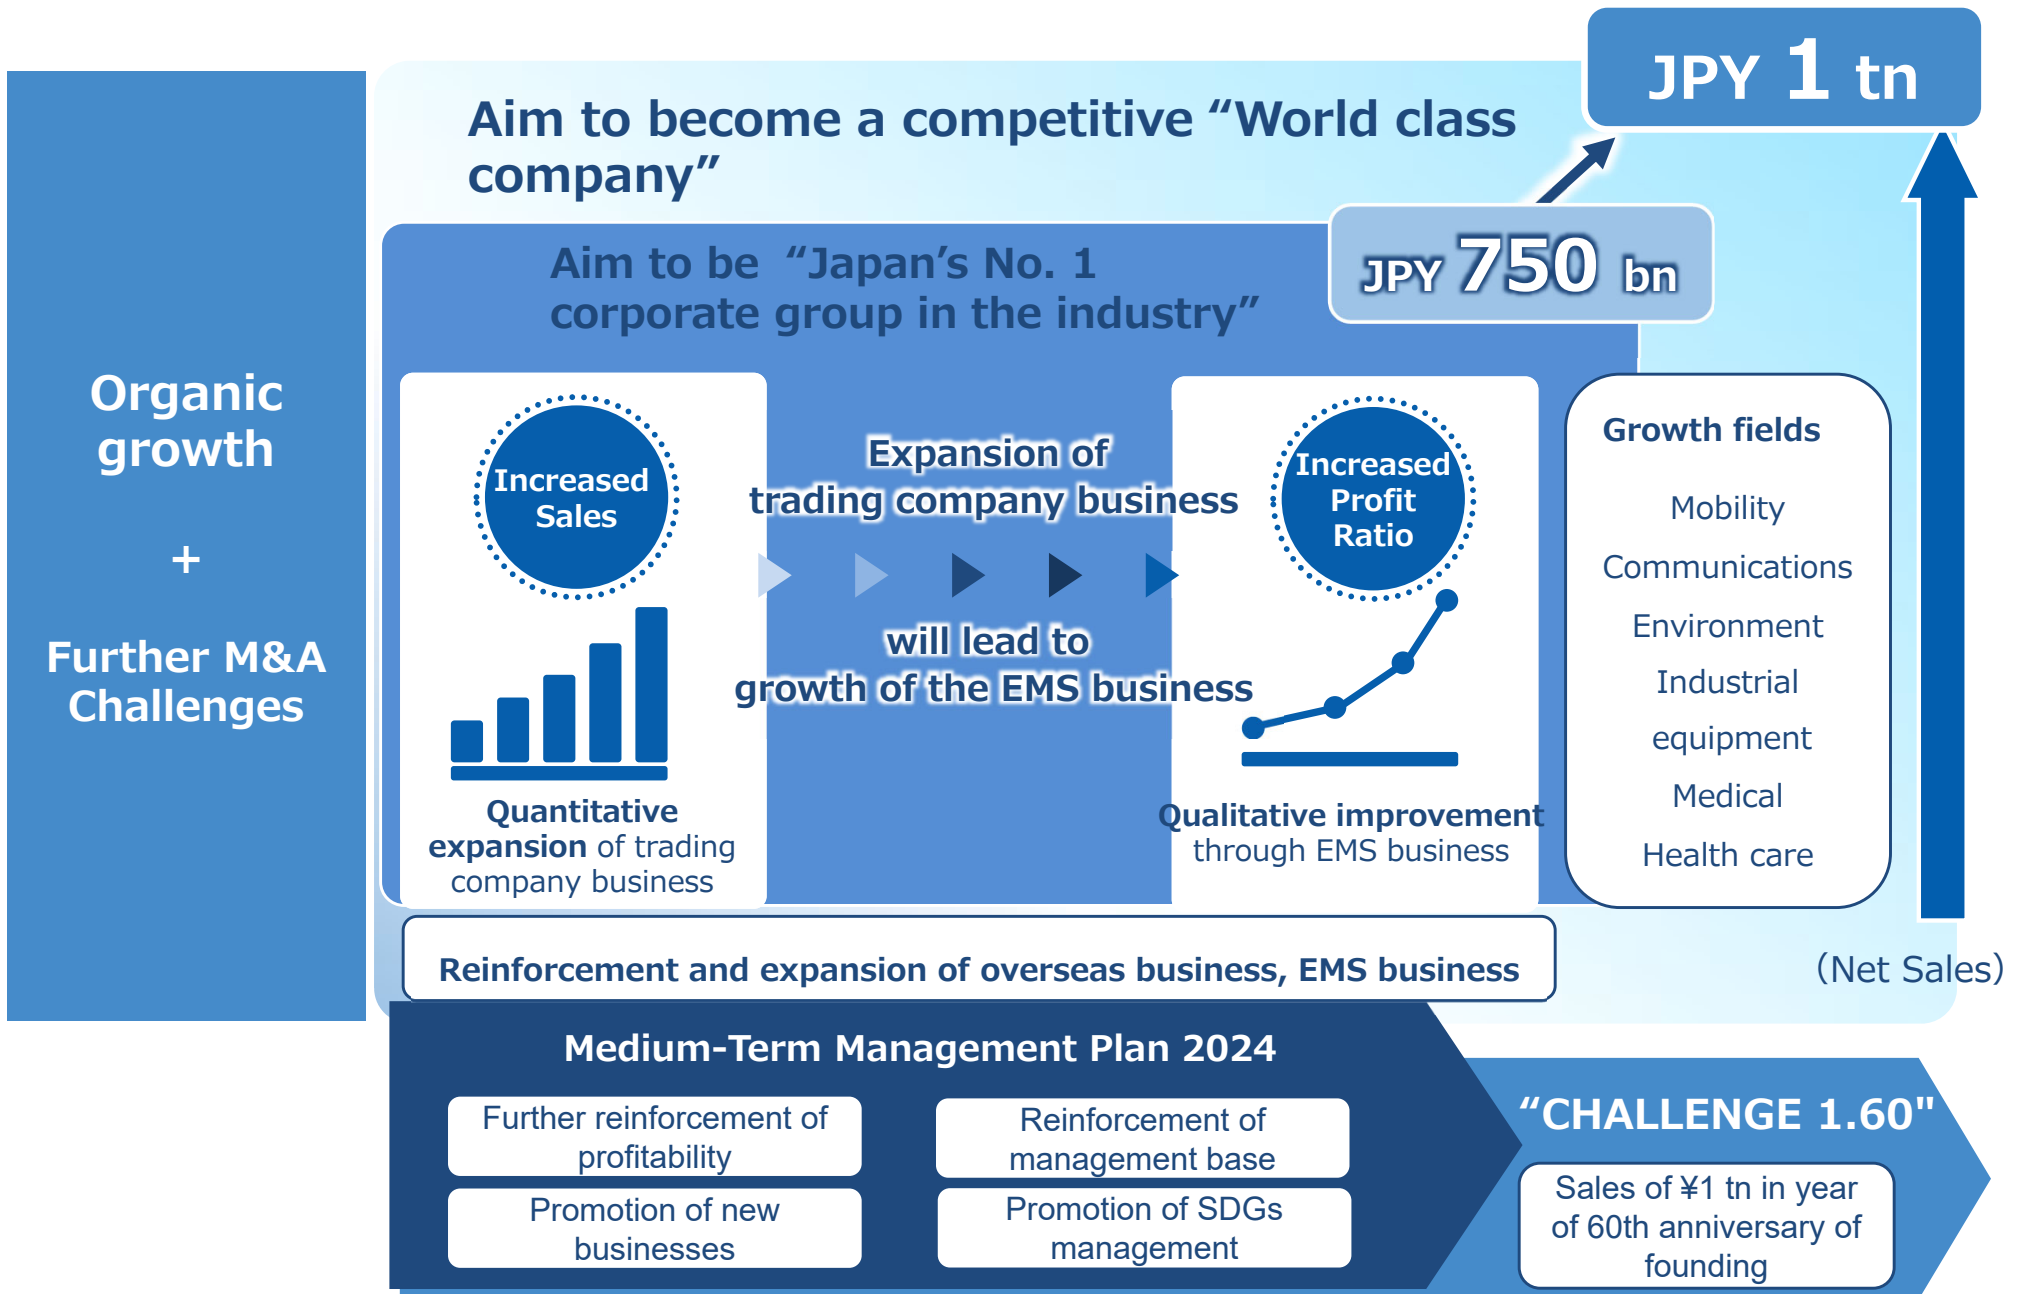 JPY 1 tn
Aim to become a competitive “World class
company”
JPY 750 bn
Aim to be “Japan’s No. 1
corporate group in the industry”
Organic
growth
+
Further M&A
Challenges
Increased
Sales
Quantitative
expansion of trading
company business
Expansion of
trading company business
will lead to
growth of the EMS business
Increased
Profit
Ratio
Qualitative improvement
through EMS business
Growth fields
Mobility
Communications
Environment
Industrial
equipment
Medical
Health care
Reinforcement and expansion of overseas business, EMS business
(Net Sales)
Medium-Term Management Plan 2024
Further reinforcement of
profitability
Reinforcement of
management base
Promotion of new
businesses
Promotion of SDGs
management
“CHALLENGE 1.60"
Sales of ¥1 tn in year
of 60th anniversary of
founding